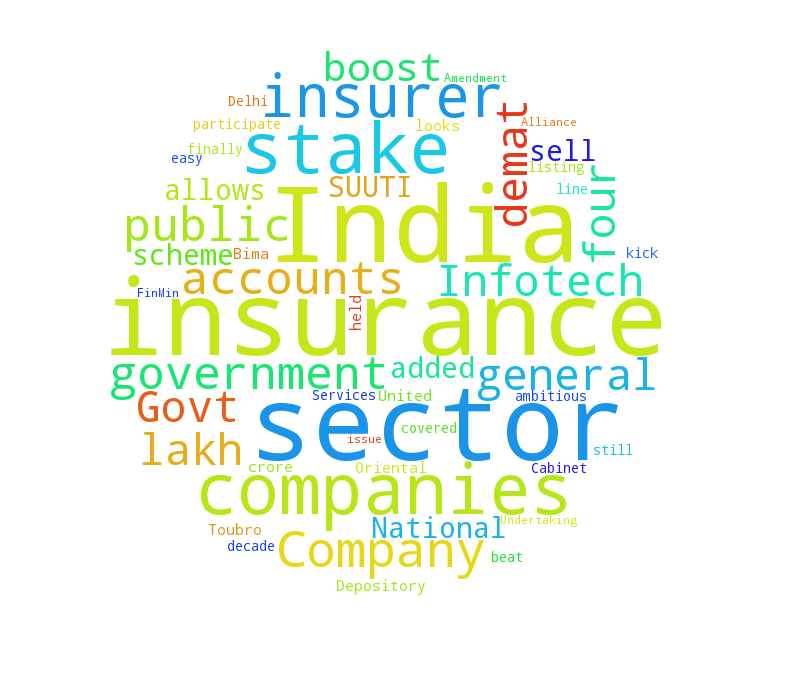 boost
Amendment
insurer
Delhi
demat
participate
looks
Alliance
stake
finally
easy
sell
listing
allows
SUUTI
India
line
four
public
scheme
Bima
kick
accounts
Infotech
FinMin
held
insurance
government
added
general
Services
United
ambitious
Govt
sector
covered
lakh
issue
still
crore
Oriental
Cabinet
companies
National
Undertaking
Toubro
decade
Company
beat
Depository